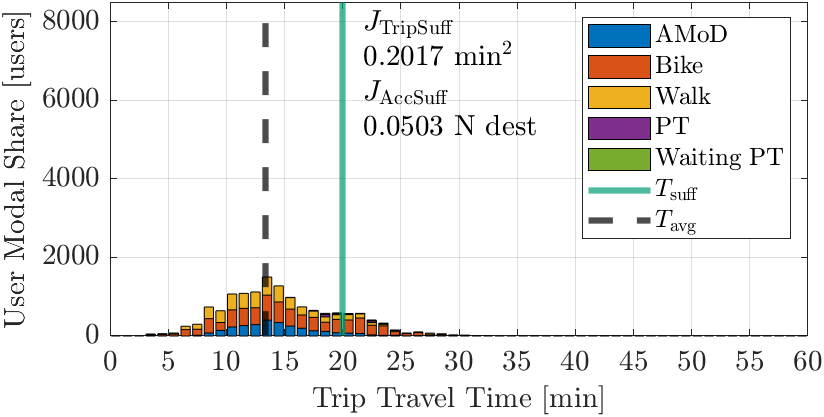 User Modal Share [users]
8000
6000
4000
2000
0
J_TripSuff
0.2017 min²
J_AccSuff
0.0503 N dest
AMoD
Bike
Walk
PT
Waiting PT
T_suff
T_avg
0 5 10 15 20 25 30 35 40 45 50 55 60
Trip Travel Time [min]